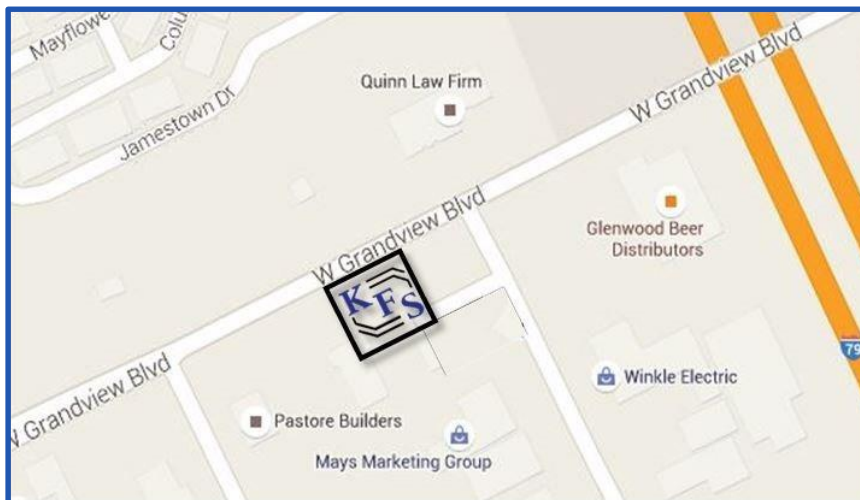 Mayflowe
Colu
Jamestown Dr
Quinn Law Firm
W Grandview Blvd
W Grandview Blvd
Glenwood Beer
Distributors
KFS
79
W Grandview Blvd
Winkle Electric
Pastore Builders
Mays Marketing Group